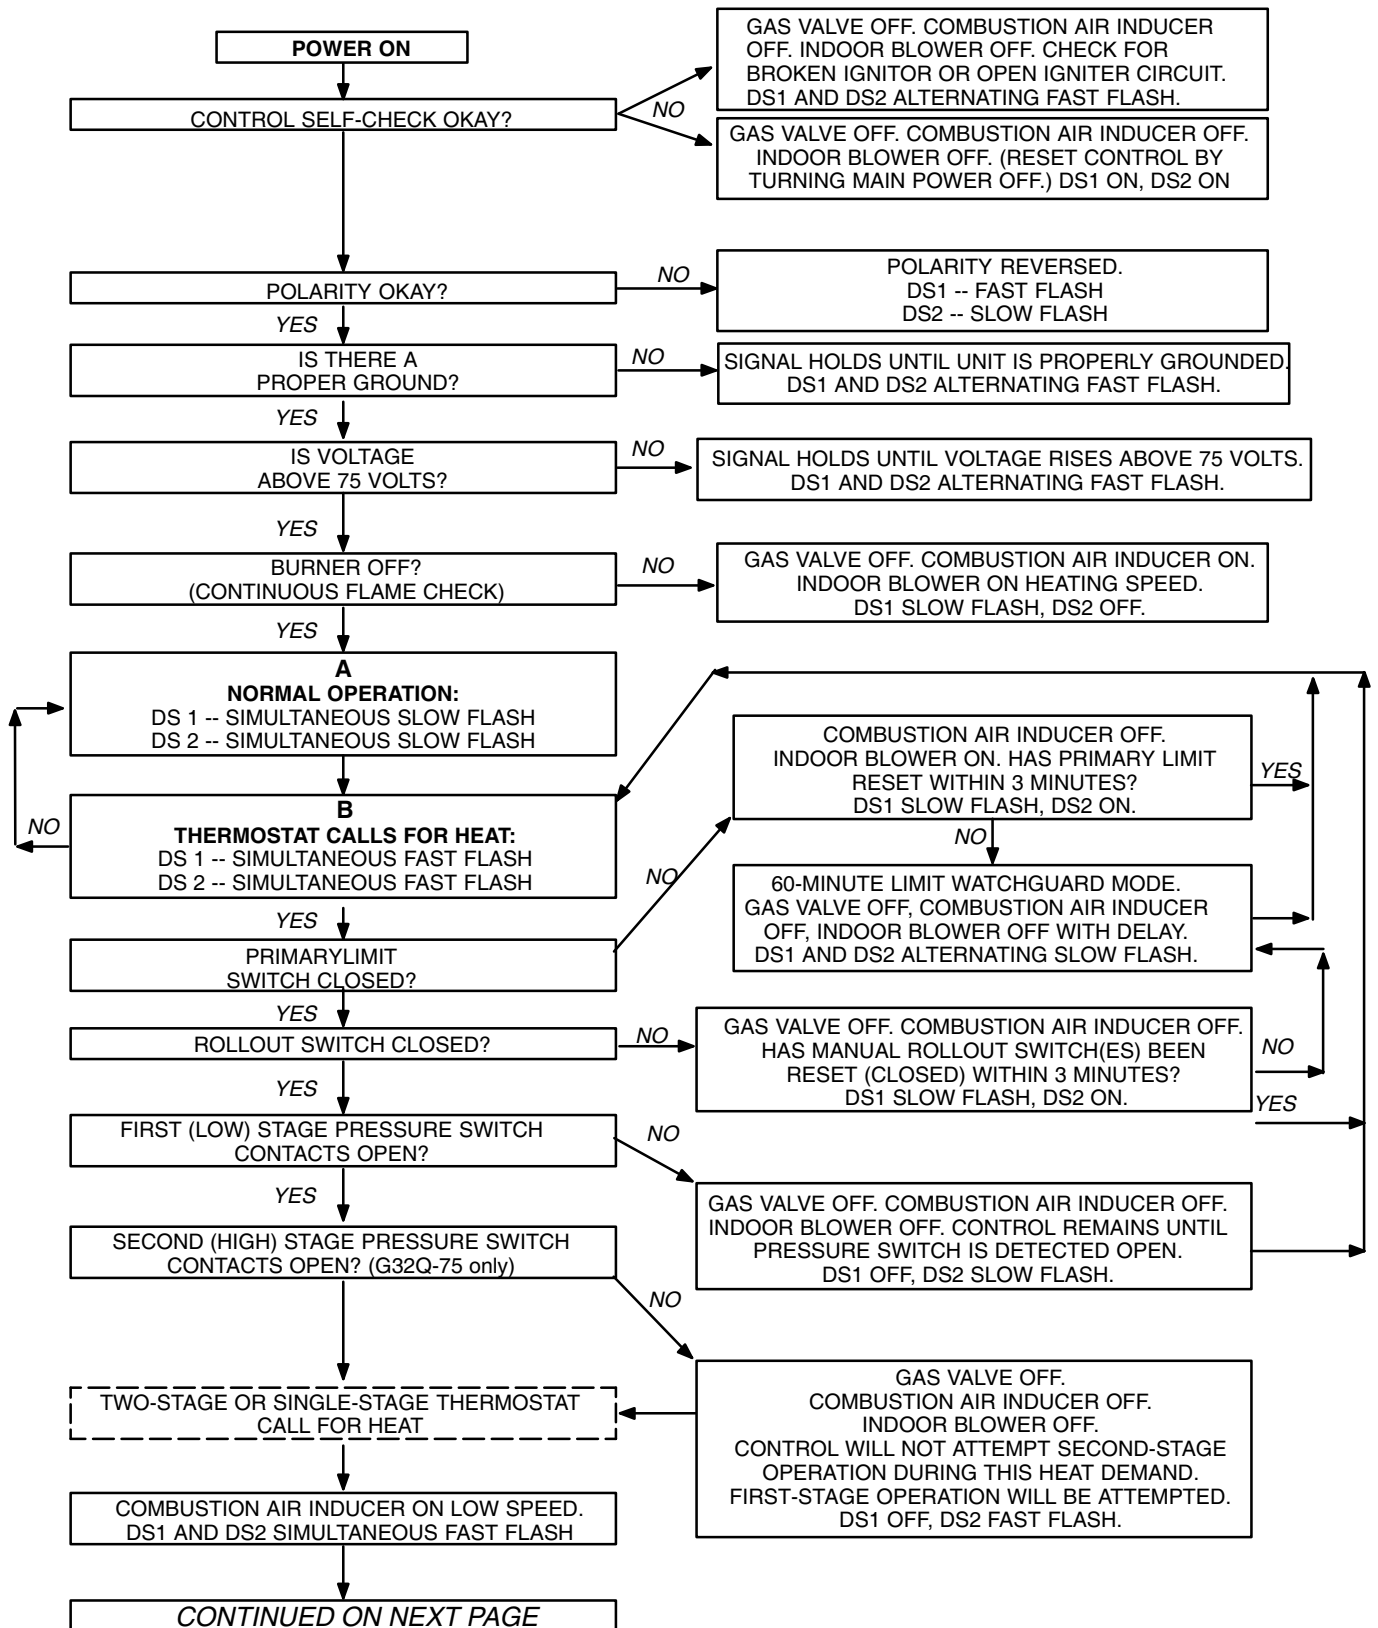 POWER ON
GAS VALVE OFF. COMBUSTION AIR INDUCER
OFF. INDOOR BLOWER OFF. CHECK FOR
BROKEN IGNITOR OR OPEN IGNITER CIRCUIT.
DS1 AND DS2 ALTERNATING FAST FLASH.
CONTROL SELF-CHECK OKAY?
NO
GAS VALVE OFF. COMBUSTION AIR INDUCER OFF.
INDOOR BLOWER OFF. (RESET CONTROL BY
TURNING MAIN POWER OFF.) DS1 ON, DS2 ON
POLARITY OKAY?
NO
POLARITY REVERSED.
DS1 -- FAST FLASH
DS2 -- SLOW FLASH
YES
IS THERE A
PROPER GROUND?
NO
SIGNAL HOLDS UNTIL UNIT IS PROPERLY GROUNDED.
DS1 AND DS2 ALTERNATING FAST FLASH.
YES
IS VOLTAGE
ABOVE 75 VOLTS?
NO
SIGNAL HOLDS UNTIL VOLTAGE RISES ABOVE 75 VOLTS.
DS1 AND DS2 ALTERNATING FAST FLASH.
YES
BURNER OFF?
(CONTINUOUS FLAME CHECK)
NO
GAS VALVE OFF. COMBUSTION AIR INDUCER ON.
INDOOR BLOWER ON HEATING SPEED.
DS1 SLOW FLASH, DS2 OFF.
YES
A
NORMAL OPERATION:
DS 1 -- SIMULTANEOUS SLOW FLASH
DS 2 -- SIMULTANEOUS SLOW FLASH
COMBUSTION AIR INDUCER OFF.
INDOOR BLOWER ON. HAS PRIMARY LIMIT
RESET WITHIN 3 MINUTES?
DS1 SLOW FLASH, DS2 ON.
YES
NO
B
THERMOSTAT CALLS FOR HEAT:
DS 1 -- SIMULTANEOUS FAST FLASH
DS 2 -- SIMULTANEOUS FAST FLASH
NO
NO
60-MINUTE LIMIT WATCHGUARD MODE.
GAS VALVE OFF, COMBUSTION AIR INDUCER
OFF, INDOOR BLOWER OFF WITH DELAY.
DS1 AND DS2 ALTERNATING SLOW FLASH.
YES
PRIMARYLIMIT
SWITCH CLOSED?
YES
ROLLOUT SWITCH CLOSED?
NO
GAS VALVE OFF. COMBUSTION AIR INDUCER OFF.
HAS MANUAL ROLLOUT SWITCH(ES) BEEN
RESET (CLOSED) WITHIN 3 MINUTES?
DS1 SLOW FLASH, DS2 ON.
NO
YES
YES
FIRST (LOW) STAGE PRESSURE SWITCH
CONTACTS OPEN?
NO
YES
GAS VALVE OFF. COMBUSTION AIR INDUCER OFF.
INDOOR BLOWER OFF. CONTROL REMAINS UNTIL
PRESSURE SWITCH IS DETECTED OPEN.
DS1 OFF, DS2 SLOW FLASH.
SECOND (HIGH) STAGE PRESSURE SWITCH
CONTACTS OPEN? (G32Q-75 only)
NO
GAS VALVE OFF.
COMBUSTION AIR INDUCER OFF.
INDOOR BLOWER OFF.
CONTROL WILL NOT ATTEMPT SECOND-STAGE
OPERATION DURING THIS HEAT DEMAND.
FIRST-STAGE OPERATION WILL BE ATTEMPTED.
DS1 OFF, DS2 FAST FLASH.
TWO-STAGE OR SINGLE-STAGE THERMOSTAT
CALL FOR HEAT
COMBUSTION AIR INDUCER ON LOW SPEED.
DS1 AND DS2 SIMULTANEOUS FAST FLASH
CONTINUED ON NEXT PAGE